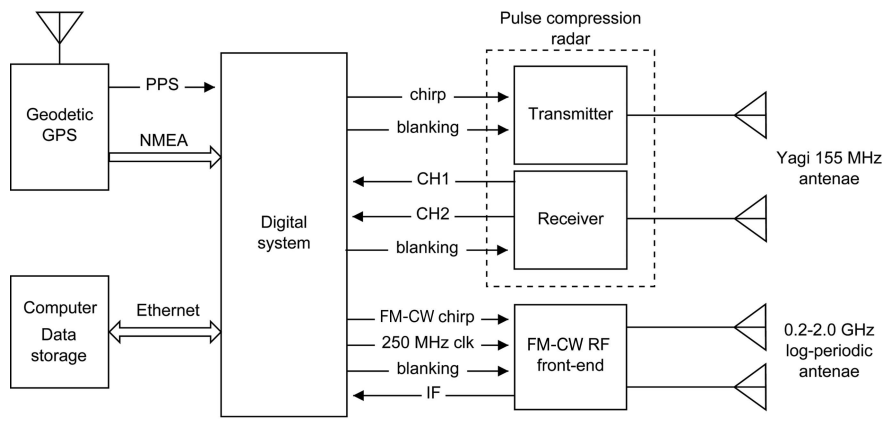 Pulse compression
radar
Geodetic
GPS
PPS
NMEA
Digital
system
chirp
blanking
Transmitter
CH1
CH2
blanking
Receiver
Yagi 155 MHz
antenae
Computer
Data
storage
Ethernet
FM-CW chirp
250 MHz clk
blanking
IF
FM-CW RF
front-end
0.2-2.0 GHz
log-periodic
antenae